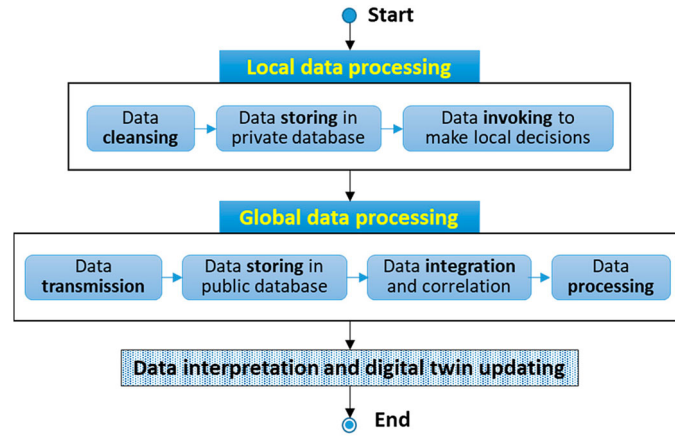 Start
Local data processing
Data cleansing
Data storing in private database
Data invoking to make local decisions
Global data processing
Data transmission
Data storing in public database
Data integration and correlation
Data processing
Data interpretation and digital twin updating
End